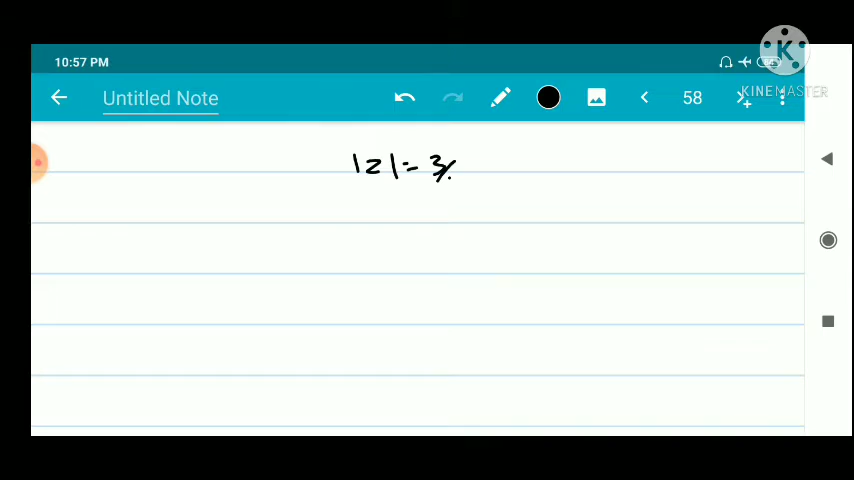 10:57 PM
KINEMASTER
Untitled Note
58
|z|= 3/